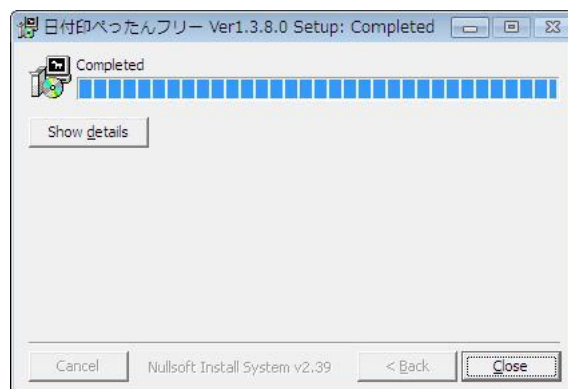 日付印ぺったんフリー Ver1.3.8.0 Setup: Completed
Completed
Show details
Cancel
Nullsoft Install System v2.39
< Back
Close